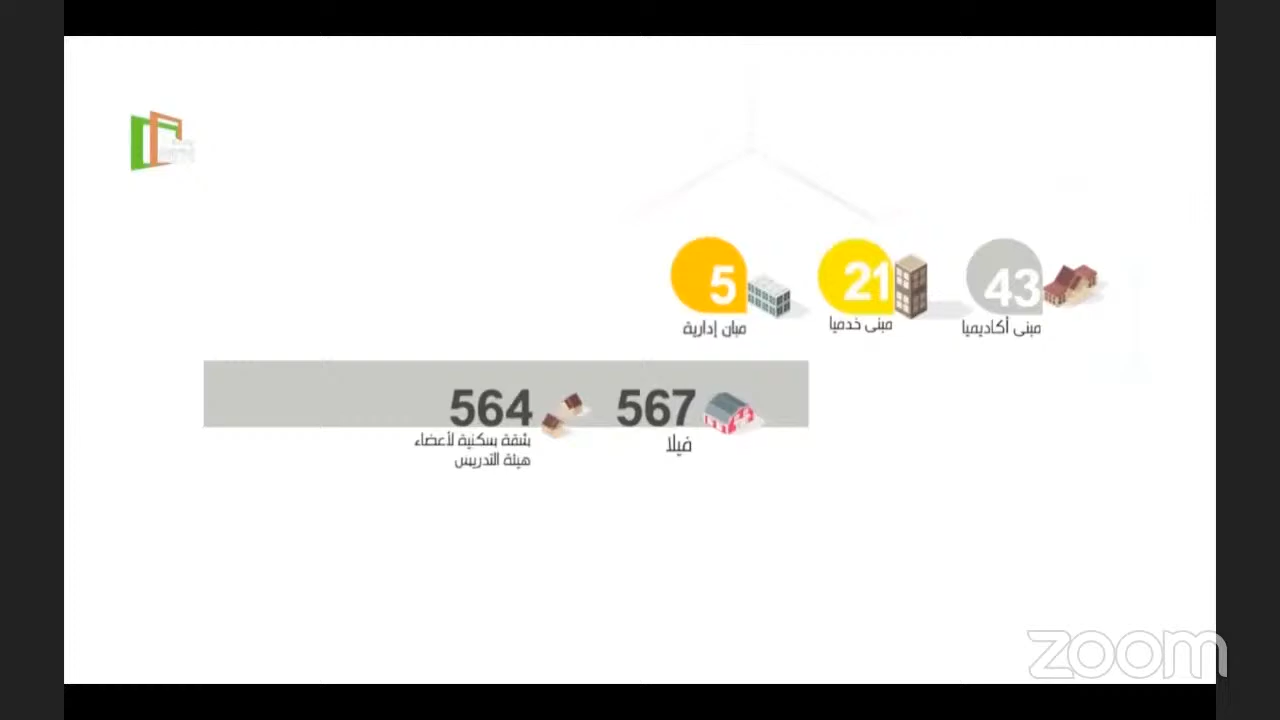 43
مبنى أكاديميا
21
مبنى خدميا
5
مبان إدارية
567
فيلا
564
شقة سكنية لأعضاء
هيئة التدريس
zoom